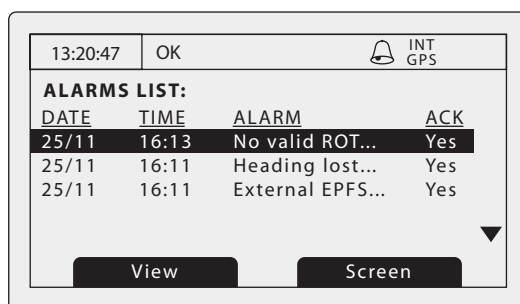 13:20:47 OK INT
GPS
ALARMS LIST:
DATE TIME ALARM ACK
25/11 16:13 No valid ROT... Yes
25/11 16:11 Heading lost... Yes
25/11 16:11 External EPFS... Yes
View Screen